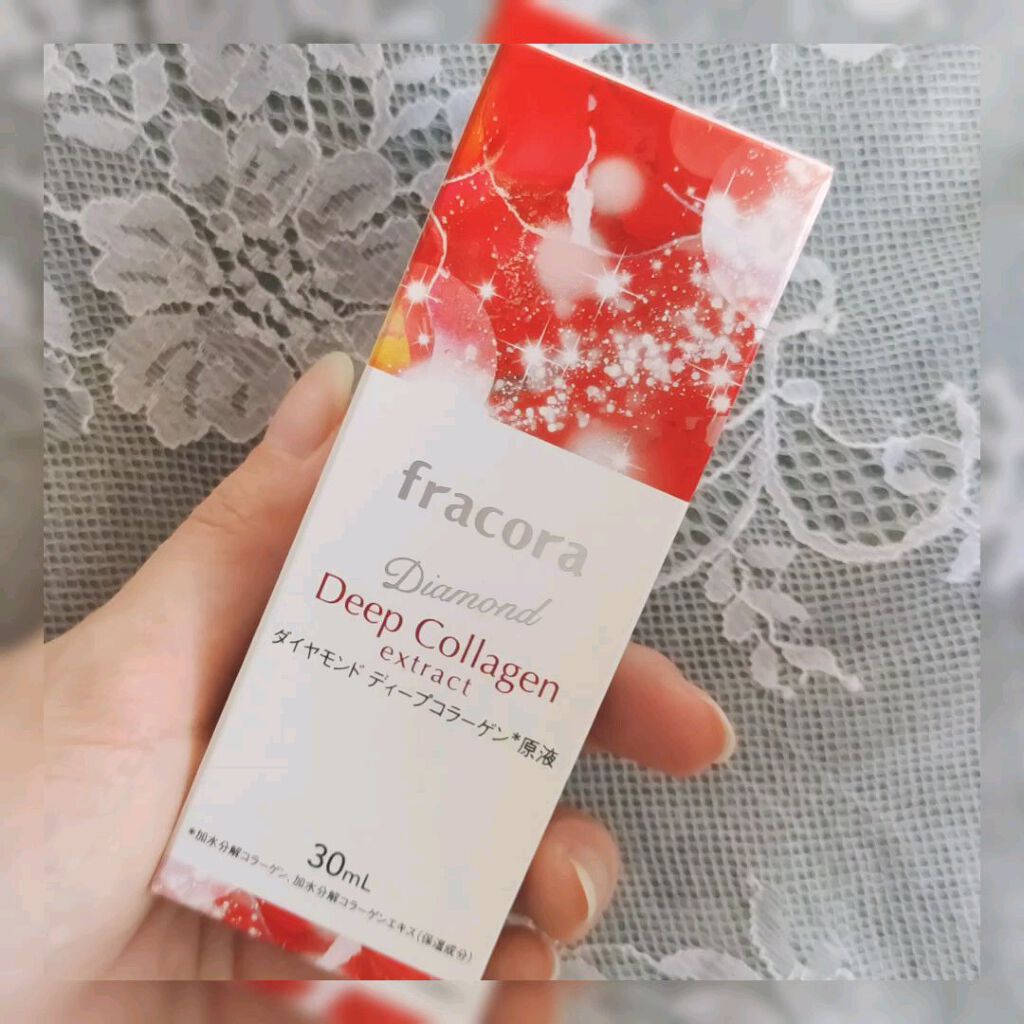 fracora
Diamond
Deep Collagen
extract
ダイヤモンド ディープコラーゲン*原液
30mL
*加水分解コラーゲン、加水分解コラーゲンエキス(保湿成分)